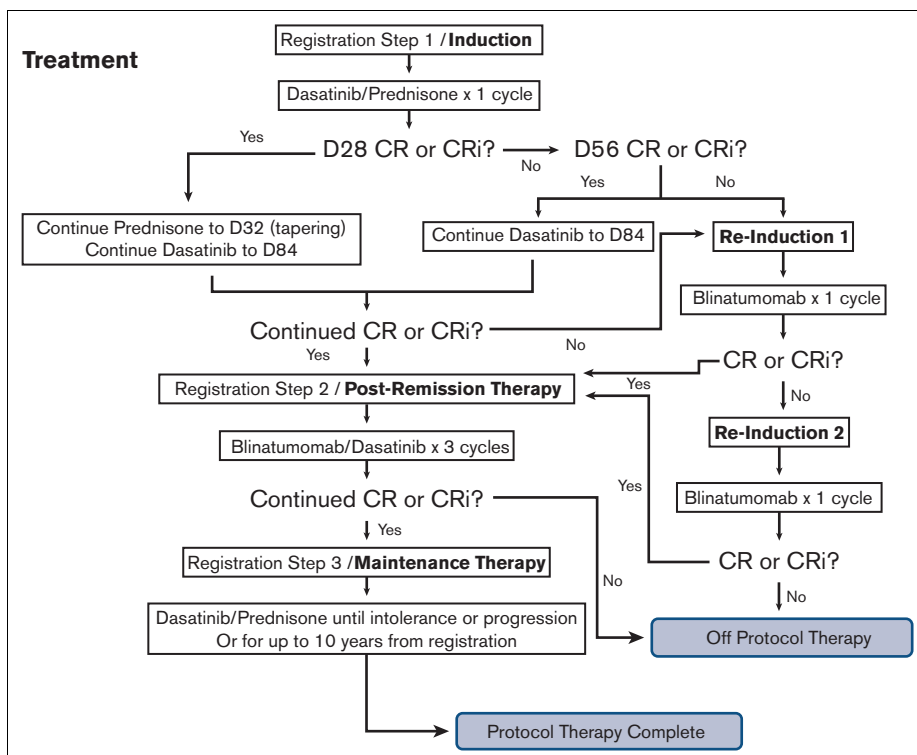 Treatment
Registration Step 1 / Induction
Dasatinib/Prednisone x 1 cycle
Yes
D28 CR or CRi?
No
D56 CR or CRi?
Yes
No
Continue Prednisone to D32 (tapering)
Continue Dasatinib to D84
Continue Dasatinib to D84
Re-Induction 1
Blinatumomab x 1 cycle
Continued CR or CRi?
No
Yes
CR or CRi?
Yes
No
Registration Step 2 / Post-Remission Therapy
Re-Induction 2
Blinatumomab/Dasatinib x 3 cycles
Yes
Blinatumomab x 1 cycle
Continued CR or CRi?
Yes
No
CR or CRi?
No
Registration Step 3 / Maintenance Therapy
Dasatinib/Prednisone until intolerance or progression
Or for up to 10 years from registration
Off Protocol Therapy
Protocol Therapy Complete